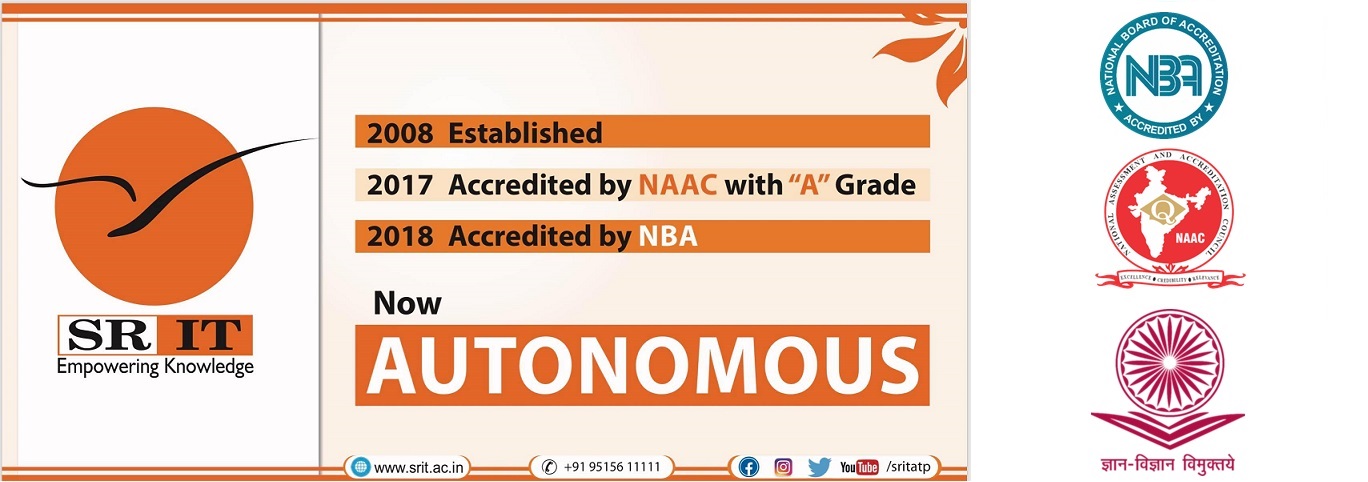 SR IT
Empowering Knowledge
2008 Established
2017 Accredited by NAAC with “A” Grade
2018 Accredited by NBA
Now
AUTONOMOUS
www.srit.ac.in
+91 95156 11111
You Tube /sritatp
NATIONAL BOARD OF ACCREDITATION
NBA
ACCREDITED BY
NATIONAL ASSESSMENT AND ACCREDITATION COUNCIL
Q
NAAC
EXCELLENCE • CREDIBILITY • RELEVANCE
ज्ञान-विज्ञान विमुक्तये